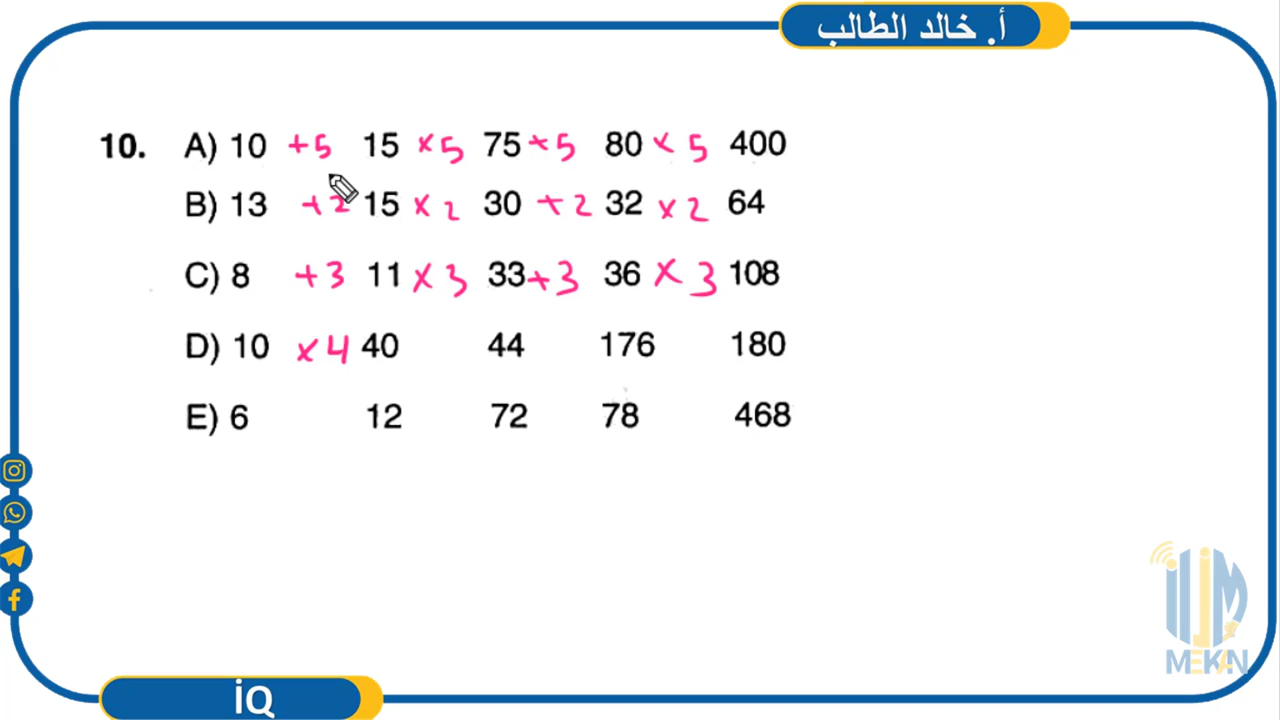 أ. خالد الطالب
10. A) 10 +5 15 ×5 75 +5 80 × 5 400
B) 13 +2 15 × 2 30 +2 32 × 2 64
C) 8 +3 11 × 3 33 +3 36 × 3 108
D) 10 ×4 40 44 176 180
E) 6 12 72 78 468
MEKAN
İQ